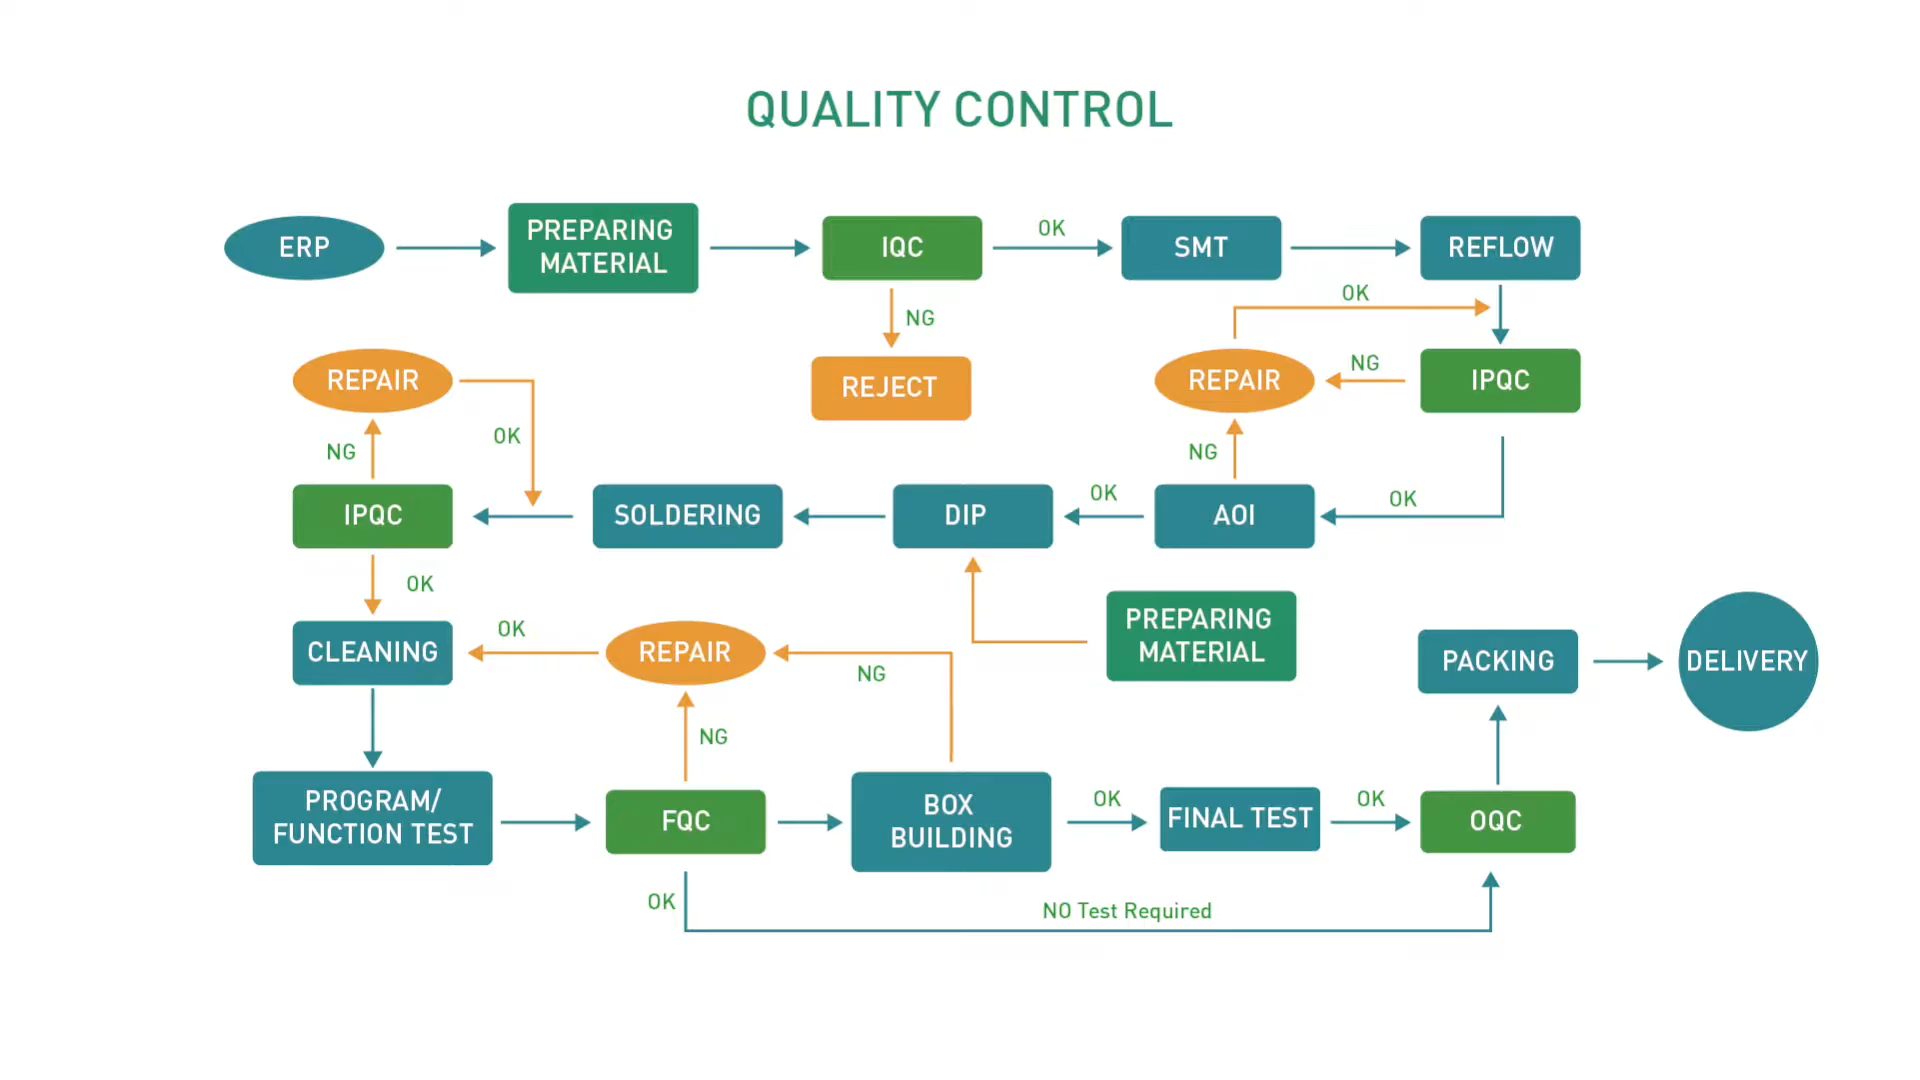 QUALITY CONTROL
ERP
PREPARING
MATERIAL
IQC
OK
SMT
REFLOW
NG
OK
REPAIR
REJECT
REPAIR
NG
IPQC
NG
OK
NG
OK
OK
IPQC
SOLDERING
DIP
AOI
OK
CLEANING
OK
REPAIR
NG
PREPARING
MATERIAL
PACKING
DELIVERY
NG
PROGRAM/
FUNCTION TEST
FQC
BOX
BUILDING
OK
FINAL TEST
OK
OQC
OK
NO Test Required